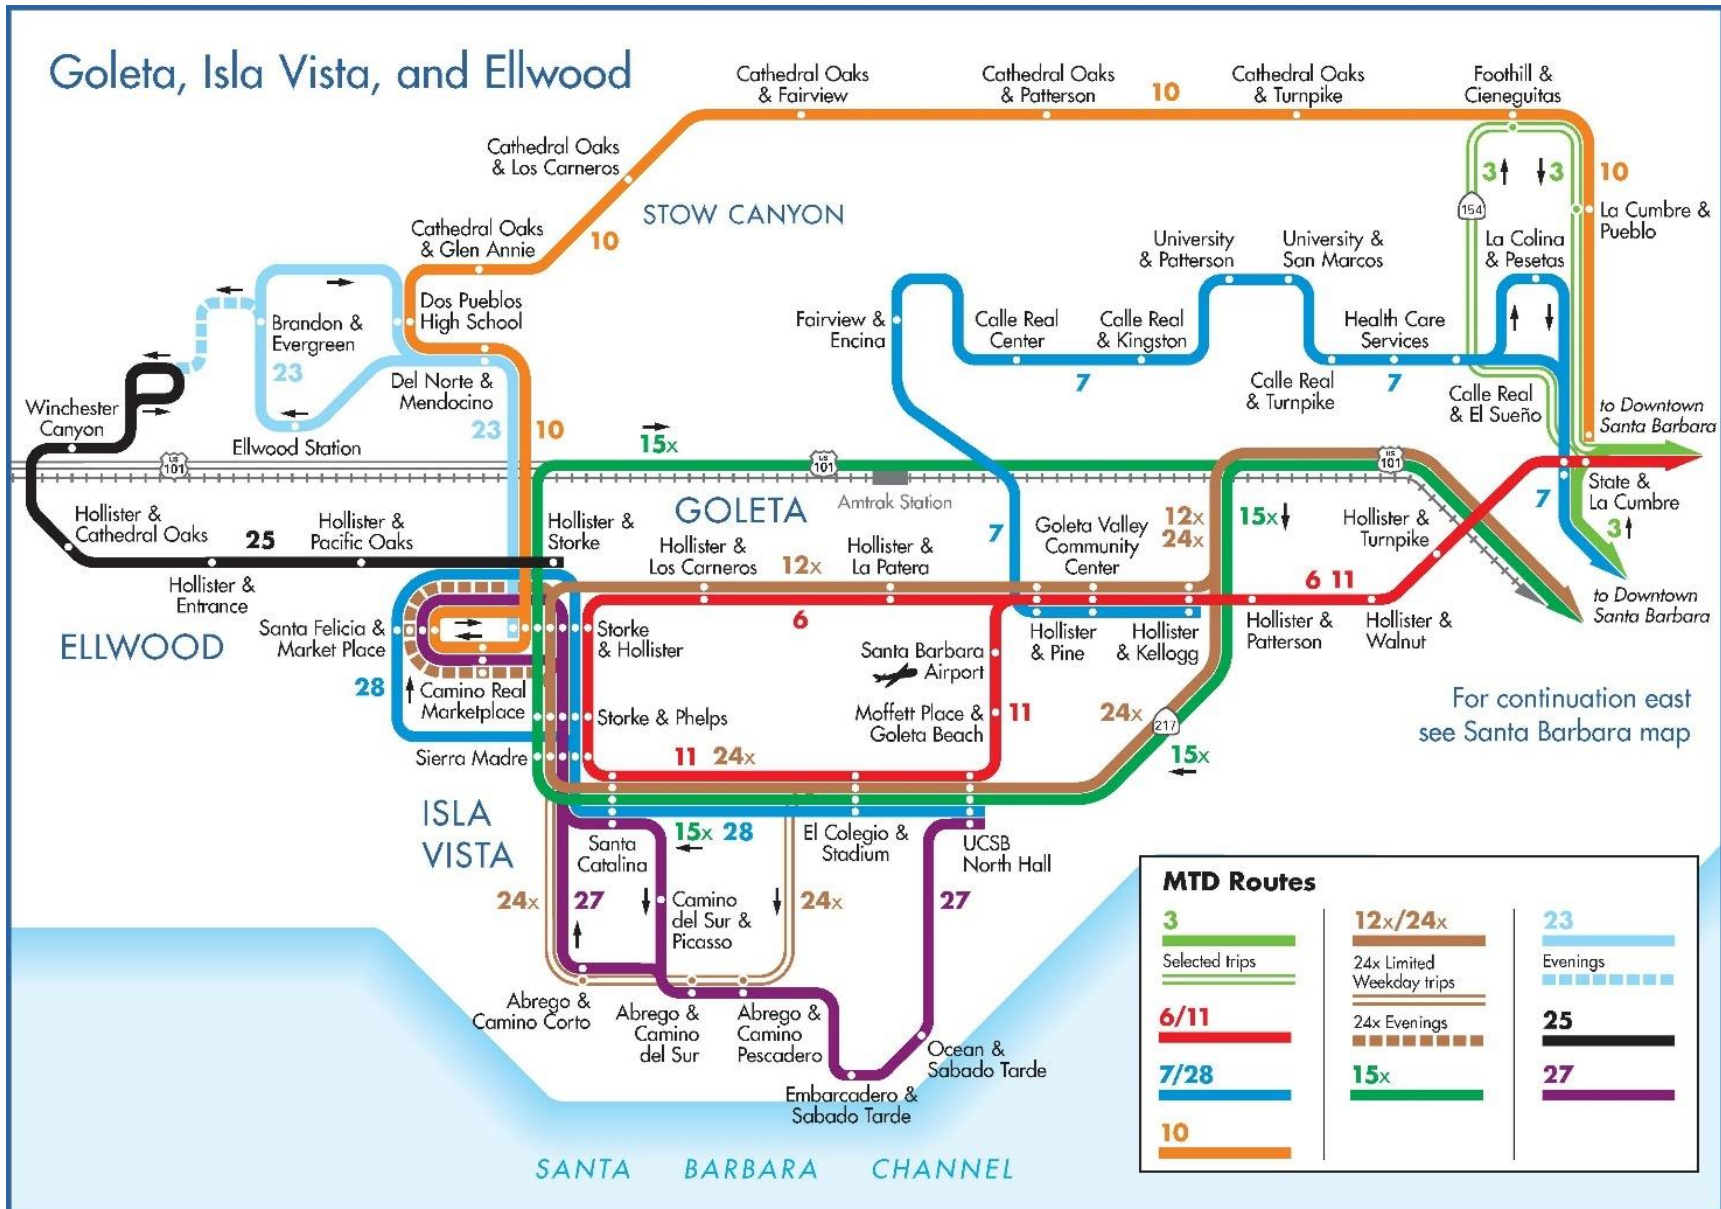 Goleta, Isla Vista, and Ellwood
Cathedral Oaks
& Fairview
Cathedral Oaks
& Patterson
10
Cathedral Oaks
& Turnpike
Foothill &
Cieneguitas
Cathedral Oaks
& Los Carneros
3
3
10
STOW CANYON
154
La Cumbre &
Pueblo
Cathedral Oaks
& Glen Annie
10
University
& Patterson
University &
San Marcos
La Colina
& Pesetas
Dos Pueblos
High School
Brandon &
Evergreen
23
Fairview &
Encina
Calle Real
Center
Calle Real
& Kingston
Health Care
Services
7
7
Del Norte &
Mendocino
Calle Real
& Turnpike
Calle Real
& El Sueño
to Downtown
Santa Barbara
Winchester
Canyon
23
10
Ellwood Station
15x
US
101
US
101
US
101
Amtrak Station
State &
La Cumbre
7
3
GOLETA
Hollister &
Cathedral Oaks
25
Hollister &
Pacific Oaks
Hollister &
Storke
7
Goleta Valley
Community
Center
12x
24x
15x
Hollister &
Turnpike
Hollister &
Los Carneros
12x
Hollister &
La Patera
Hollister &
Entrance
6 11
to Downtown
Santa Barbara
ELLWOOD
Santa Felicia &
Market Place
Storke
& Hollister
6
Hollister
& Pine
Hollister
& Kellogg
Hollister &
Patterson
Hollister &
Walnut
Santa Barbara
Airport
28
Camino Real
Marketplace
Storke & Phelps
Moffett Place &
Goleta Beach
11
24x
217
For continuation east
see Santa Barbara map
Sierra Madre
11 24x
15x
ISLA
VISTA
Santa
Catalina
15x 28
El Colegio &
Stadium
UCSB
North Hall
24x
27
Camino
del Sur &
Picasso
24x
27
Abrego &
Camino Corto
Abrego &
Camino
del Sur
Abrego &
Camino
Pescadero
Ocean &
Sabado Tarde
Embarcadero &
Sabado Tarde
SANTA BARBARA CHANNEL
MTD Routes
3
Selected trips
6/11
7/28
10
12x/24x
24x Limited
Weekday trips
24x Evenings
15x
23
Evenings
25
27